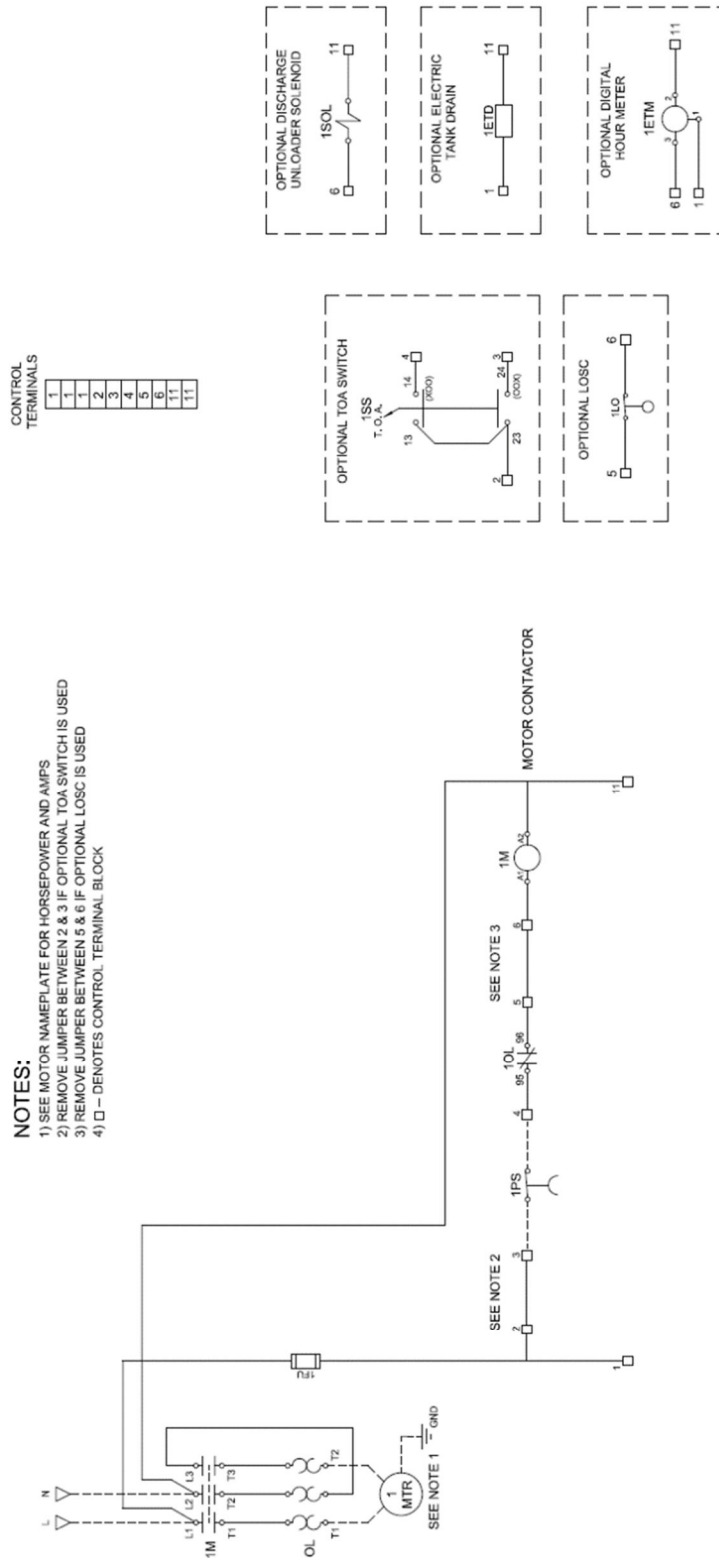 NOTES:
1) SEE MOTOR NAMEPLATE FOR HORSEPOWER AND AMPS
2) REMOVE JUMPER BETWEEN 2 & 3 IF OPTIONAL TOA SWITCH IS USED
3) REMOVE JUMPER BETWEEN 5 & 6 IF OPTIONAL LOSC IS USED
4) □ – DENOTES CONTROL TERMINAL BLOCK
CONTROL
TERMINALS
1
1
1
2
3
4
5
6
11
11
L
N
L1
L2
L3
1M
T1
T2
T3
OL
T1
T2
1
MTR
GND
SEE NOTE 1
1FU
1
SEE NOTE 2
2
3
1PS
4
95
1OL
96
SEE NOTE 3
5
6
A1
1M
A2
MOTOR CONTACTOR
11
OPTIONAL TOA SWITCH
1SS
T. O. A.
13
14
4
(XOO)
2
23
24
3
(OOX)
OPTIONAL LOSC
5
1LO
6
OPTIONAL DISCHARGE
UNLOADER SOLENOID
6
1SOL
11
OPTIONAL ELECTRIC
TANK DRAIN
1
1ETD
11
OPTIONAL DIGITAL
HOUR METER
1ETM
6
3
2
11
1
1